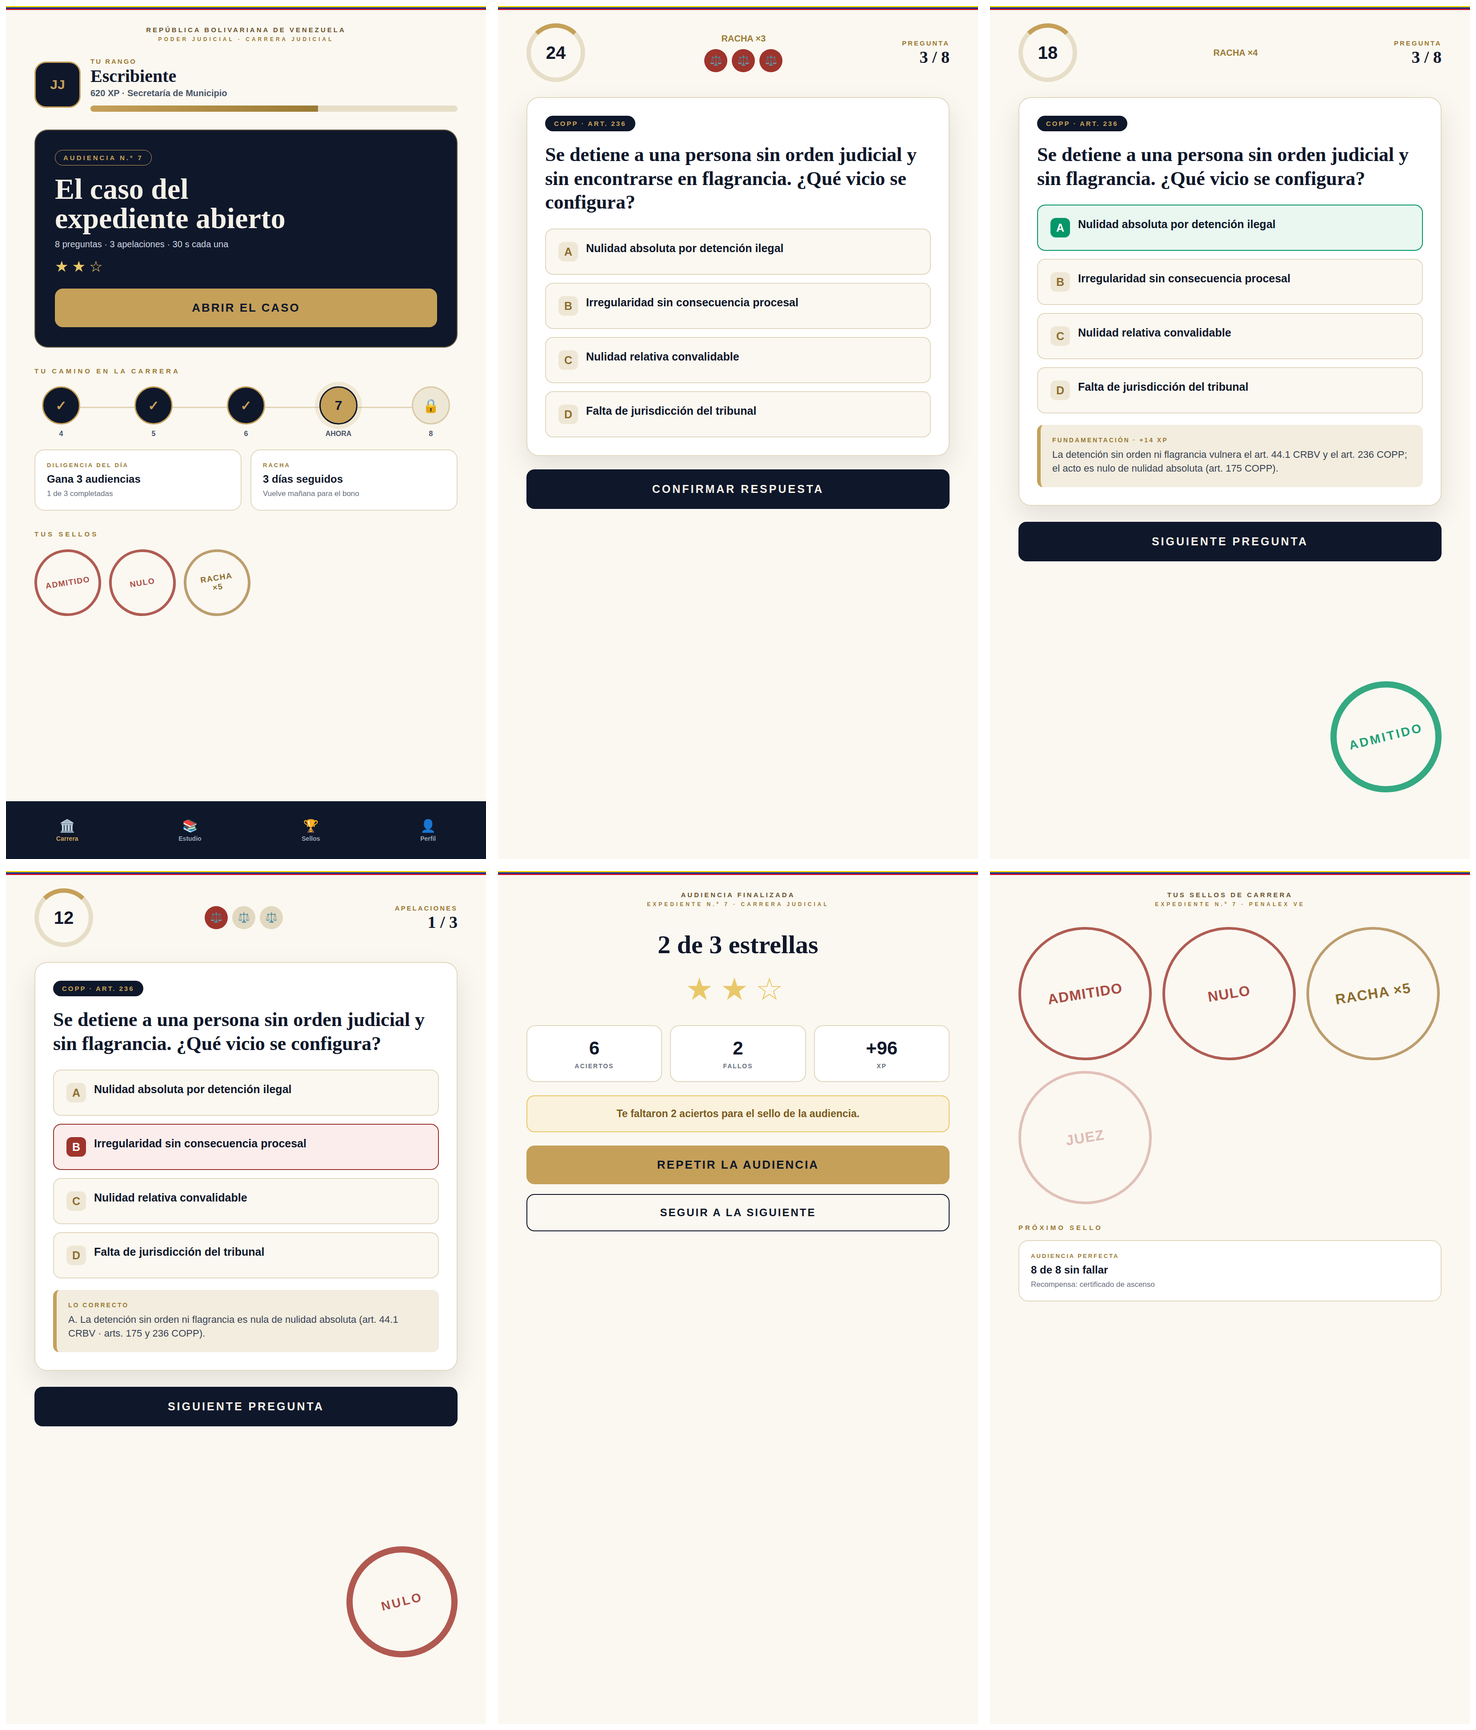 REPÚBLICA BOLIVARIANA DE VENEZUELA
PODER JUDICIAL · CARRERA JUDICIAL
JJ
TU RANGO
Escribiente
620 XP · Secretaría de Municipio
AUDIENCIA N.° 7
El caso del
expediente abierto
8 preguntas · 3 apelaciones · 30 s cada una
★ ★ ☆
ABRIR EL CASO
TU CAMINO EN LA CARRERA
✓ ✓ ✓ 7
4 5 6 AHORA 8
DILIGENCIA DEL DÍA
Gana 3 audiencias
1 de 3 completadas
RACHA
3 días seguidos
Vuelve mañana para el bono
TUS SELLOS
ADMITIDO
NULO
RACHA
×5
Carrera
Estudio
Sellos
Perfil
24
RACHA ×3
PREGUNTA
3 / 8
COPP · ART. 236
Se detiene a una persona sin orden judicial y
sin encontrarse en flagrancia. ¿Qué vicio se
configura?
A Nulidad absoluta por detención ilegal
B Irregularidad sin consecuencia procesal
C Nulidad relativa convalidable
D Falta de jurisdicción del tribunal
CONFIRMAR RESPUESTA
18
RACHA ×4
PREGUNTA
3 / 8
COPP · ART. 236
Se detiene a una persona sin orden judicial y
sin flagrancia. ¿Qué vicio se configura?
A Nulidad absoluta por detención ilegal
B Irregularidad sin consecuencia procesal
C Nulidad relativa convalidable
D Falta de jurisdicción del tribunal
FUNDAMENTACIÓN · +14 XP
La detención sin orden ni flagrancia vulnera el art. 44.1 CRBV y el art. 236 COPP;
el acto es nulo de nulidad absoluta (art. 175 COPP).
SIGUIENTE PREGUNTA
ADMITIDO
12
APELACIONES
1 / 3
COPP · ART. 236
Se detiene a una persona sin orden judicial y
sin flagrancia. ¿Qué vicio se configura?
A Nulidad absoluta por detención ilegal
B Irregularidad sin consecuencia procesal
C Nulidad relativa convalidable
D Falta de jurisdicción del tribunal
LO CORRECTO
A. La detención sin orden ni flagrancia es nula de nulidad absoluta (art. 44.1
CRBV · arts. 175 y 236 COPP).
SIGUIENTE PREGUNTA
NULO
AUDIENCIA FINALIZADA
EXPEDIENTE N.° 7 · CARRERA JUDICIAL
2 de 3 estrellas
★ ★ ☆
6
ACIERTOS
2
FALLOS
+96
XP
Te faltaron 2 aciertos para el sello de la audiencia.
REPETIR LA AUDIENCIA
SEGUIR A LA SIGUIENTE
TUS SELLOS DE CARRERA
EXPEDIENTE N.° 7 · PENALEX VE
ADMITIDO
NULO
RACHA ×5
JUEZ
PRÓXIMO SELLO
AUDIENCIA PERFECTA
8 de 8 sin fallar
Recompensa: certificado de ascenso